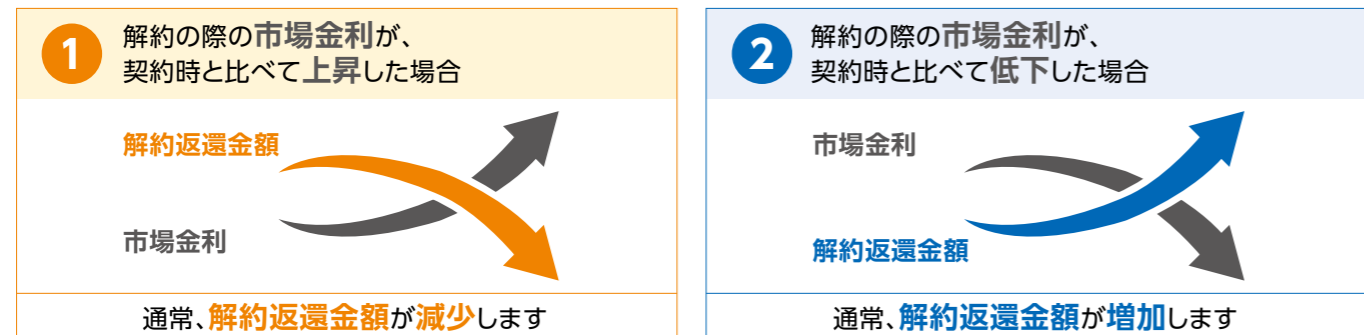 1
解約の際の市場金利が、
契約時と比べて上昇した場合
解約返還金額
市場金利
通常、解約返還金額が減少します
2
解約の際の市場金利が、
契約時と比べて低下した場合
市場金利
解約返還金額
通常、解約返還金額が増加します